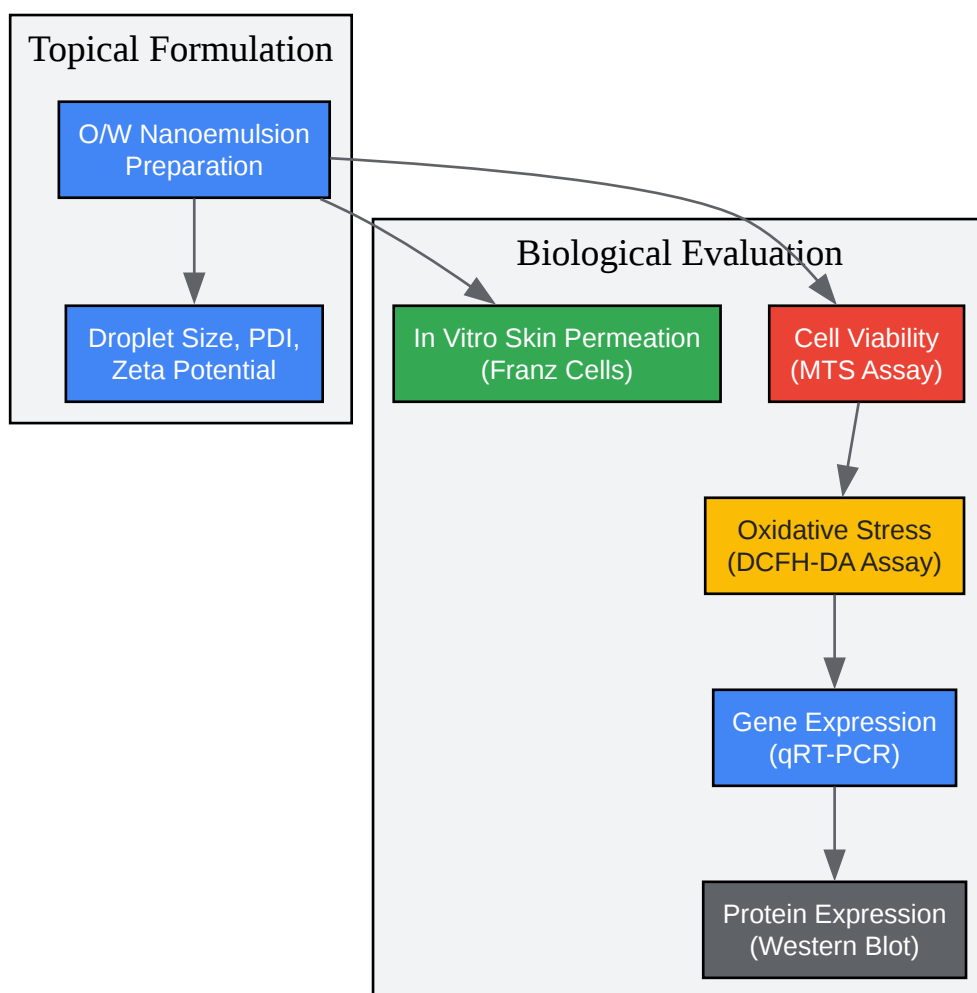 Topical Formulation
O/W Nanoemulsion
Preparation
Droplet Size, PDI,
Zeta Potential
Biological Evaluation
In Vitro Skin Permeation
(Franz Cells)
Cell Viability
(MTS Assay)
Oxidative Stress
(DCFH-DA Assay)
Gene Expression
(qRT-PCR)
Protein Expression
(Western Blot)